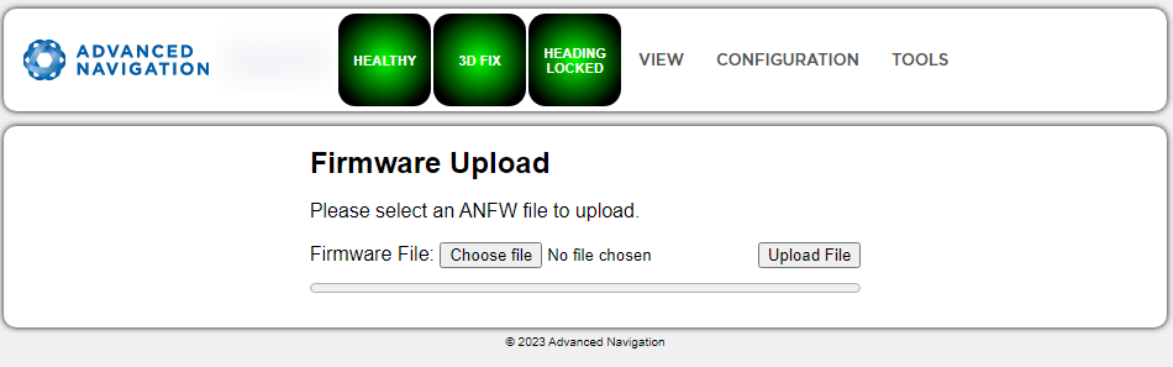 ADVANCED
NAVIGATION
HEALTHY
3D FIX
HEADING
LOCKED
VIEW
CONFIGURATION
TOOLS
Firmware Upload
Please select an ANFW file to upload.
Firmware File: Choose file No file chosen Upload File
© 2023 Advanced Navigation